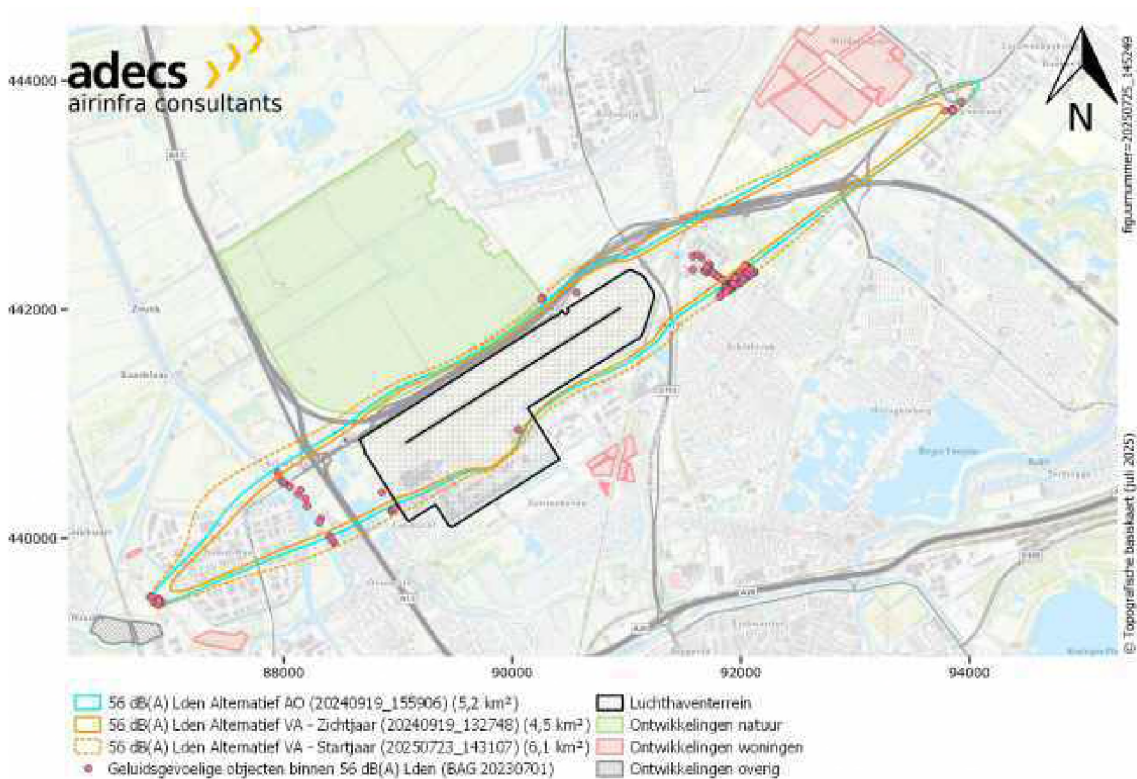 adecs
airinfra consultants
444000
442000
440000
88000
90000
92000
94000
N
figuurnummer=20250725_145249
© Topografische basiskaart (juli 2025)
56 dB(A) Lden Alternatief AO (20240919_155906) (5,2 km²)
56 dB(A) Lden Alternatief VA - Zichtjaar (20240919_132748) (4,5 km²)
56 dB(A) Lden Alternatief VA - Startjaar (20250723_143107) (6,1 km²)
Geluidsgevoelige objecten binnen 56 dB(A) Lden (BAG 20230701)
Luchthaventerrein
Ontwikkelingen natuur
Ontwikkelingen woningen
Ontwikkelingen overig